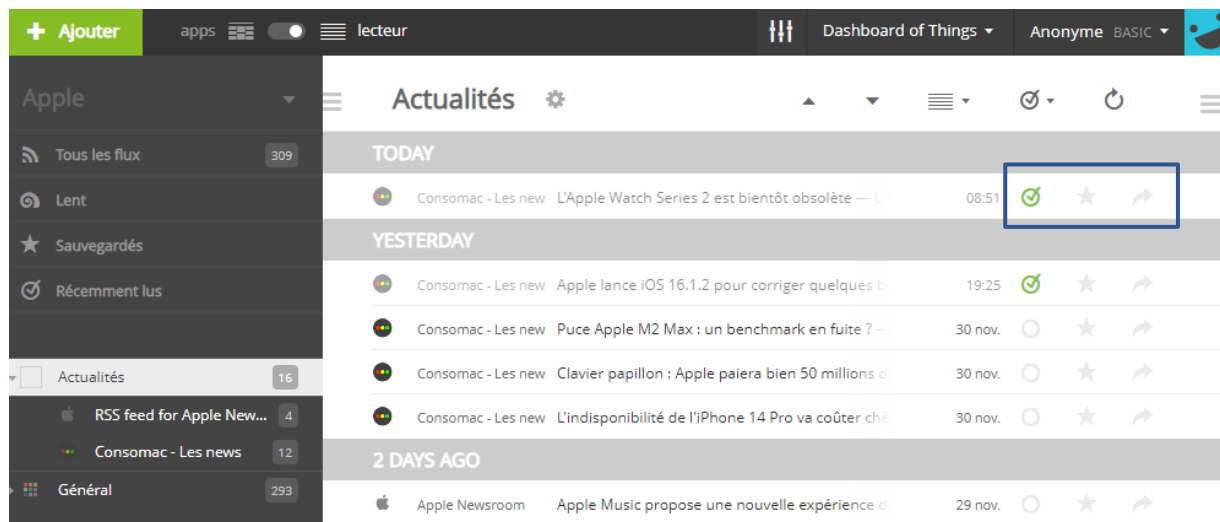 + Ajouter apps lecteur Dashboard of Things Anonyme BASIC
Apple
Tous les flux 309
Lent
Sauvegardés
Récemment lus
Actualités 16
RSS feed for Apple New... 4
Consomac - Les news 12
Général 293
Actualités
TODAY
Consomac - Les new L'Apple Watch Series 2 est bientôt obsolète — L' 08:51
YESTERDAY
Consomac - Les new Apple lance iOS 16.1.2 pour corriger quelques b 19:25
Consomac - Les new Puce Apple M2 Max : un benchmark en fuite ? — 30 nov.
Consomac - Les new Clavier papillon : Apple paiera bien 50 millions d 30 nov.
Consomac - Les new L'indisponibilité de l'iPhone 14 Pro va coûter che 30 nov.
2 DAYS AGO
Apple Newsroom Apple Music propose une nouvelle expérience d 29 nov.